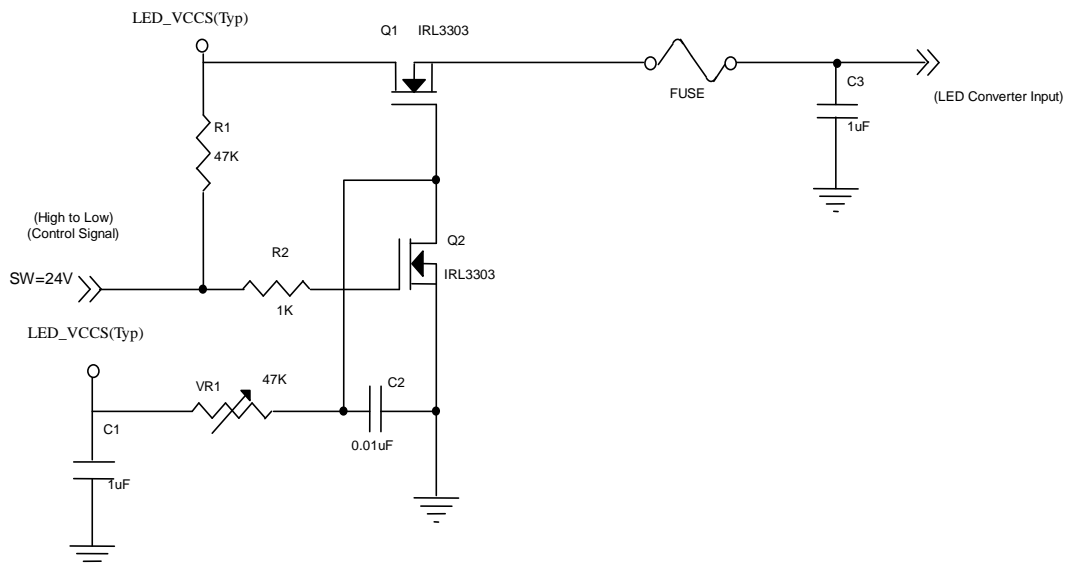 LED_VCCS(Typ)
Q1 IRL3303
R1
47K
FUSE
C3
1uF
(LED Converter Input)
(High to Low)
(Control Signal)
SW=24V
R2
1K
Q2
IRL3303
LED_VCCS(Typ)
VR1
47K
C2
0.01uF
C1
1uF